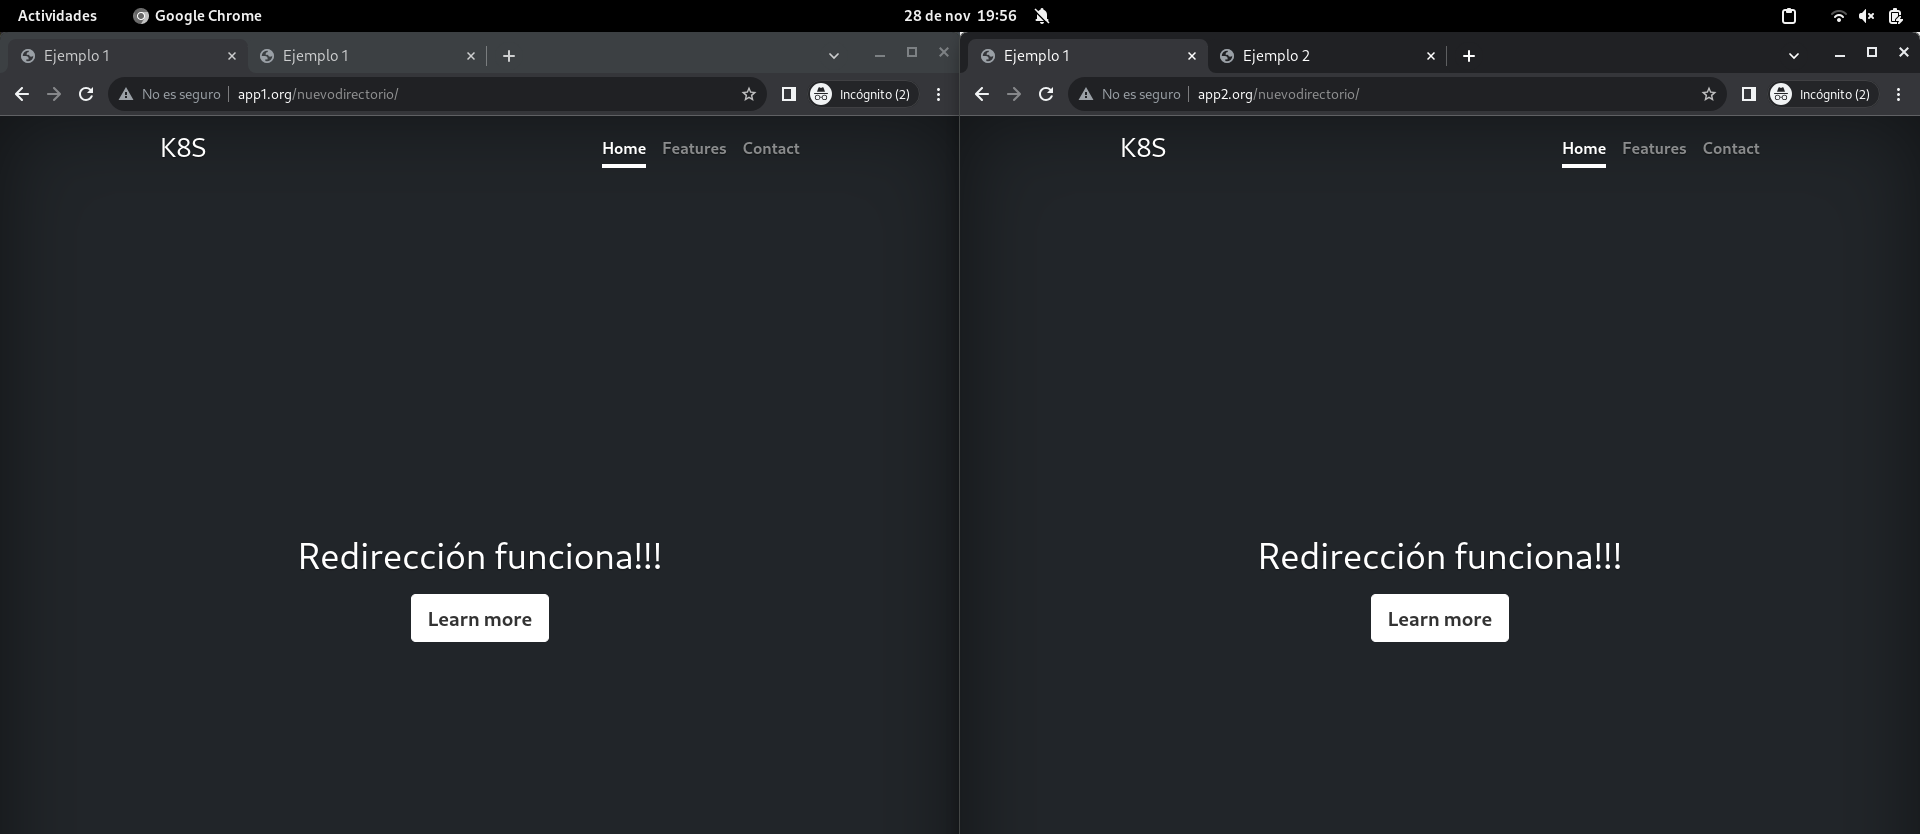 Actividades Google Chrome 28 de nov 19:56
Ejemplo 1 Ejemplo 1
No es seguro app1.org/nuevodirectorio/ Incógnito (2)
K8S Home Features Contact
Redirección funciona!!!
Learn more
Ejemplo 1 Ejemplo 2
No es seguro app2.org/nuevodirectorio/ Incógnito (2)
K8S Home Features Contact
Redirección funciona!!!
Learn more